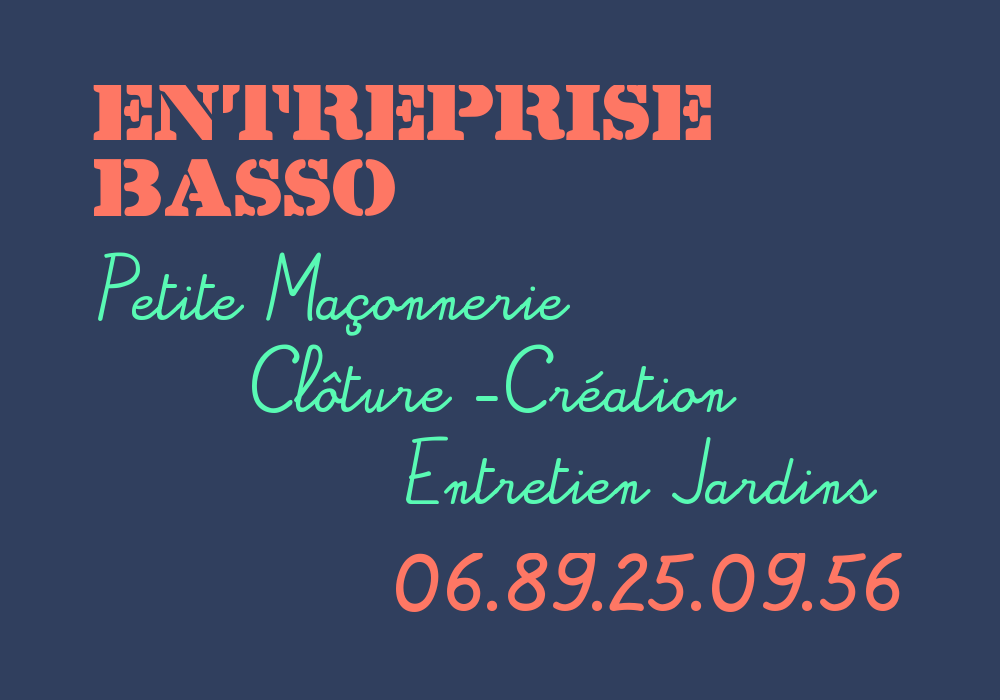 ENTREPRISE
BASSO
Petite Maçonnerie
Clôture -Création
Entretien Jardins
06.89.25.09.56